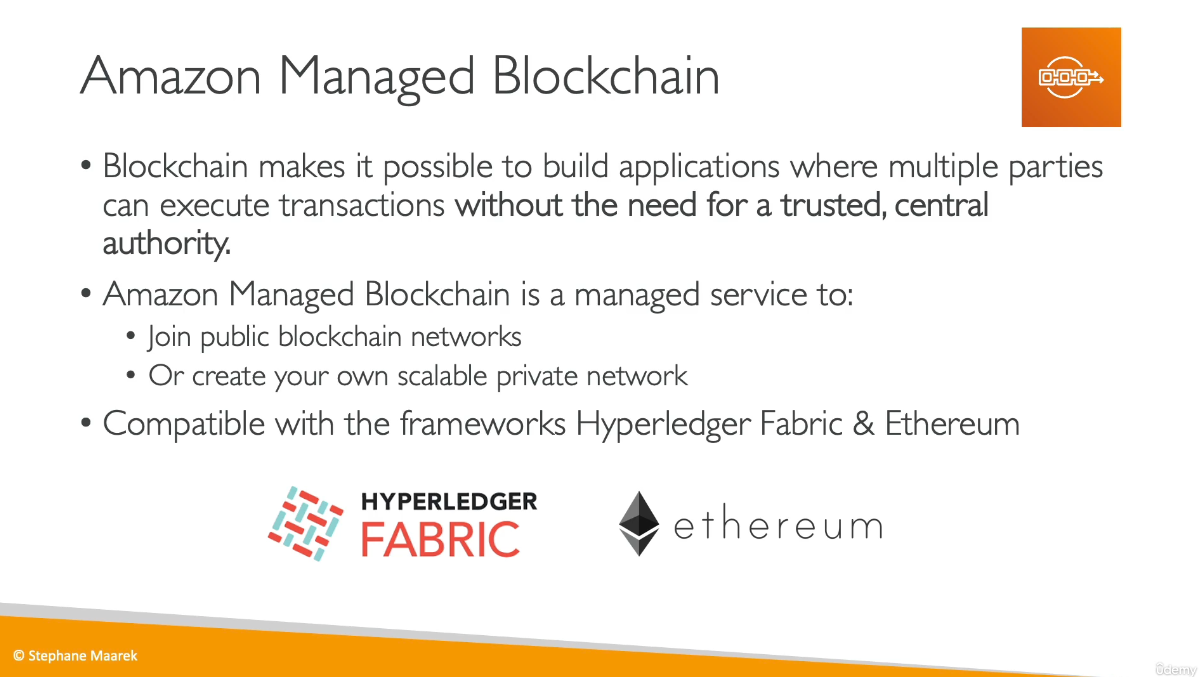 Amazon Managed Blockchain
• Blockchain makes it possible to build applications where multiple parties
can execute transactions without the need for a trusted, central
authority.
• Amazon Managed Blockchain is a managed service to:
• Join public blockchain networks
• Or create your own scalable private network
• Compatible with the frameworks Hyperledger Fabric & Ethereum
HYPERLEDGER
FABRIC
ethereum
© Stephane Maarek
ûdemy